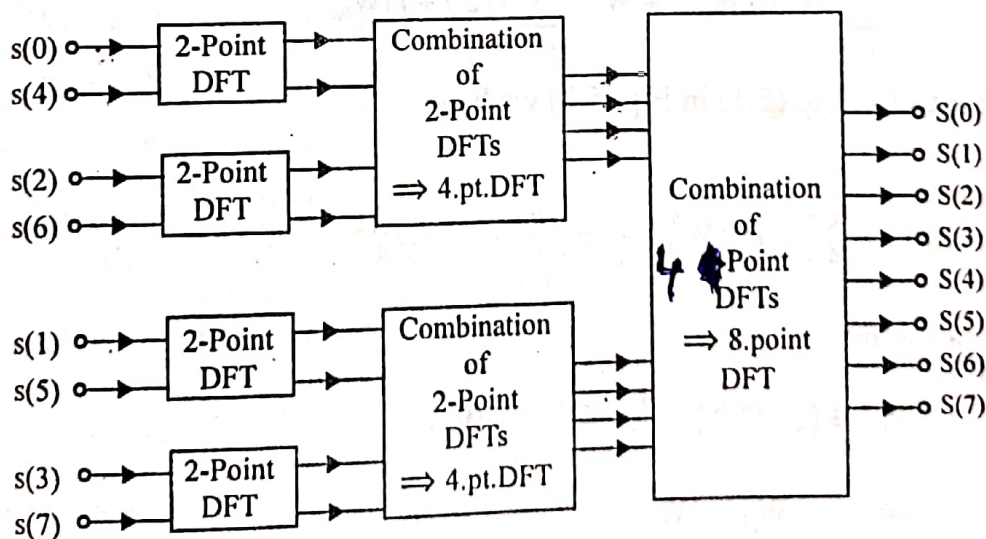 s(0)
s(4)
2-Point
DFT
s(2)
s(6)
2-Point
DFT
Combination
of
2-Point
DFTs
⇒ 4.pt.DFT
s(1)
s(5)
2-Point
DFT
s(3)
s(7)
2-Point
DFT
Combination
of
2-Point
DFTs
⇒ 4.pt.DFT
Combination
of
4 -Point
DFTs
⇒ 8.point
DFT
S(0)
S(1)
S(2)
S(3)
S(4)
S(5)
S(6)
S(7)